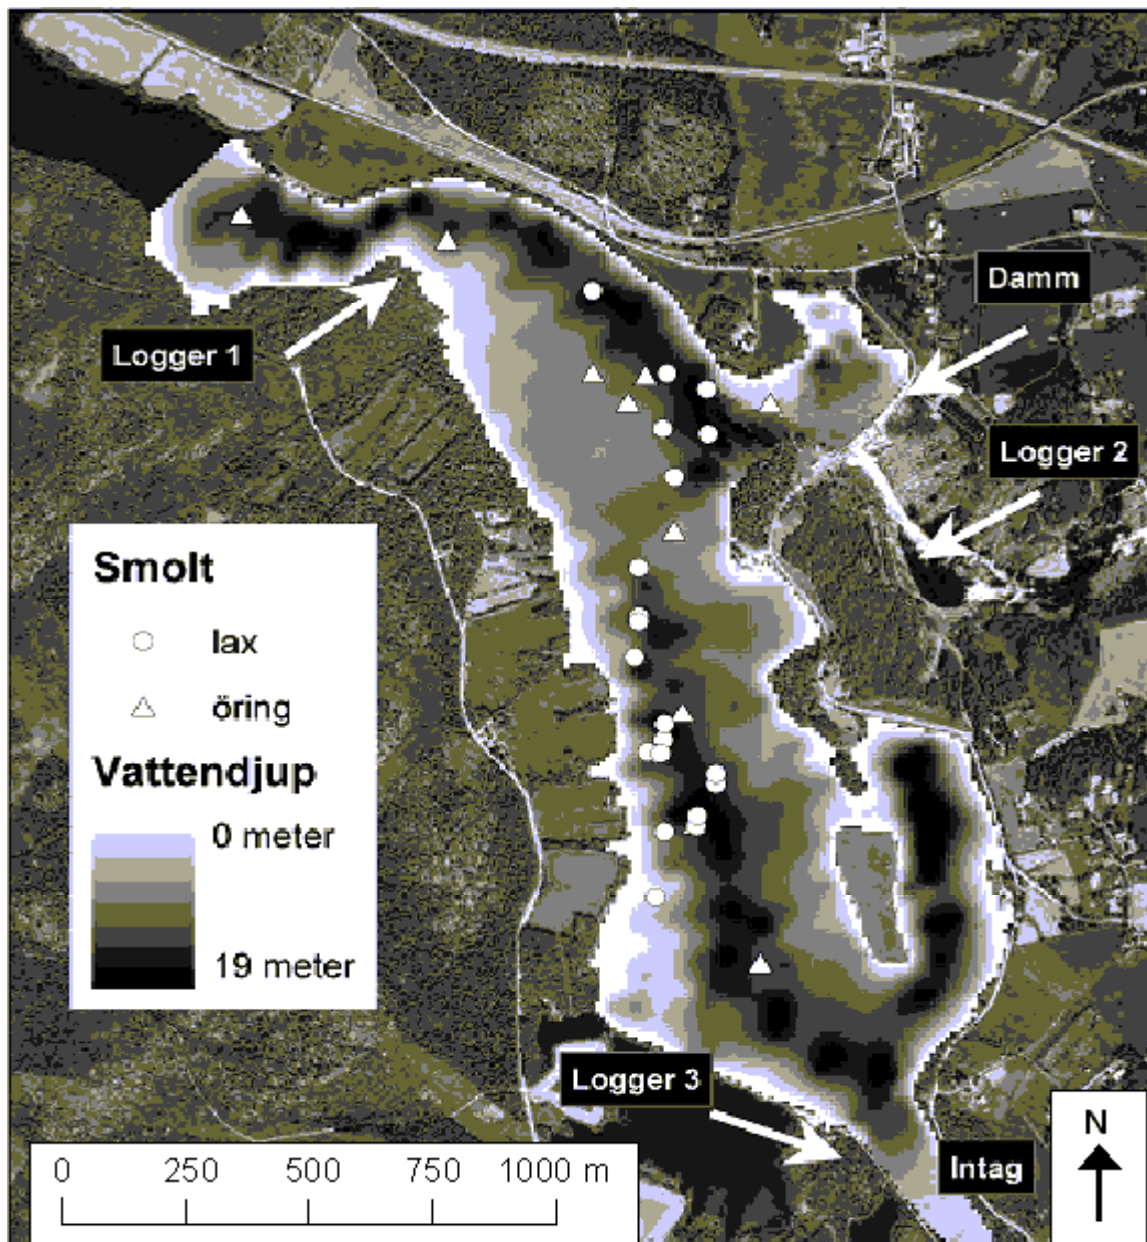 Damm
Logger 1
Logger 2
Smolt
lax
öring
Vattendjup
0 meter
19 meter
Logger 3
Intag
N
0 250 500 750 1000 m